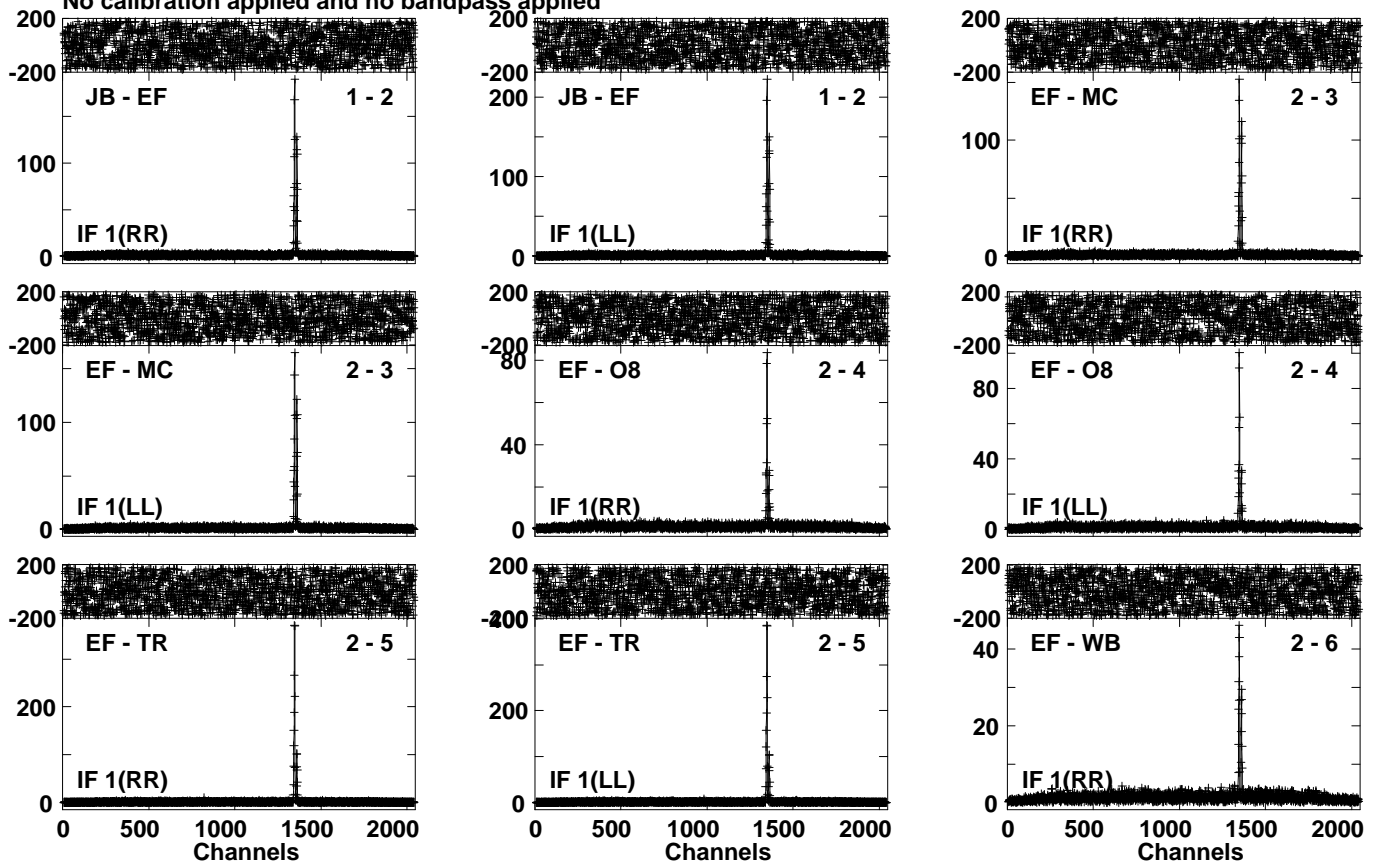 No calibration applied and no bandpass applied
200
-200
JB - EF 1 - 2
100
IF 1(RR)
0
200
-200
JB - EF 1 - 2
200
100
IF 1(LL)
0
200
-200
EF - MC 2 - 3
100
IF 1(RR)
0
200
-200
EF - MC 2 - 3
100
IF 1(LL)
0
200
-200
80
EF - O8 2 - 4
40
IF 1(RR)
0
200
-200
EF - O8 2 - 4
80
40
IF 1(LL)
0
200
-200
EF - TR 2 - 5
200
IF 1(RR)
0
0 500 1000 1500 2000
Channels
200
-200
400
EF - TR 2 - 5
200
IF 1(LL)
0
0 500 1000 1500 2000
Channels
200
-200
EF - WB 2 - 6
40
20
IF 1(RR)
0
0 500 1000 1500 2000
Channels